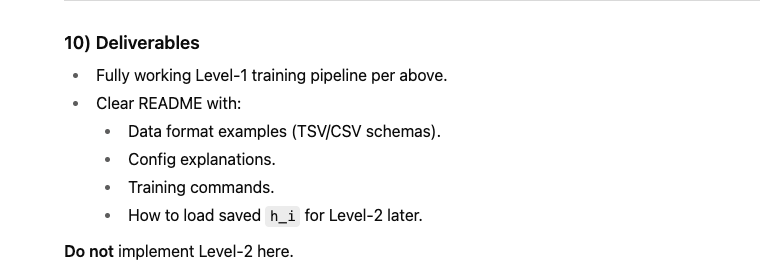 10) Deliverables
• Fully working Level-1 training pipeline per above.
• Clear README with:
• Data format examples (TSV/CSV schemas).
• Config explanations.
• Training commands.
• How to load saved h_i for Level-2 later.
Do not implement Level-2 here.